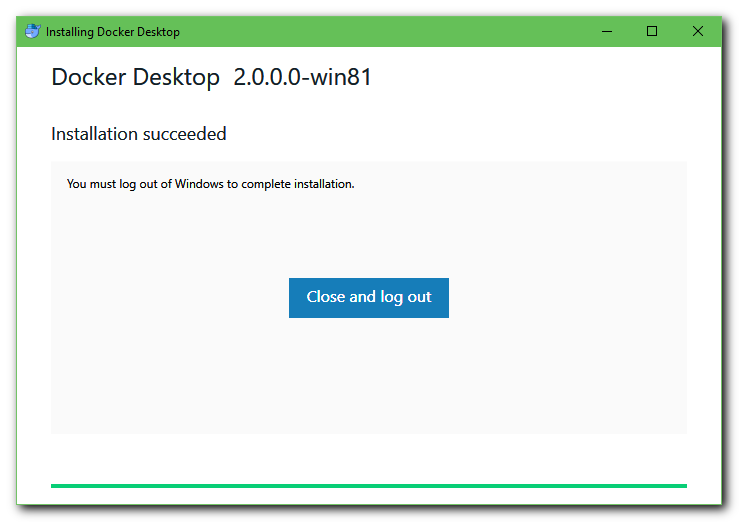 Installing Docker Desktop
Docker Desktop 2.0.0.0-win81
Installation succeeded
You must log out of Windows to complete installation.
Close and log out